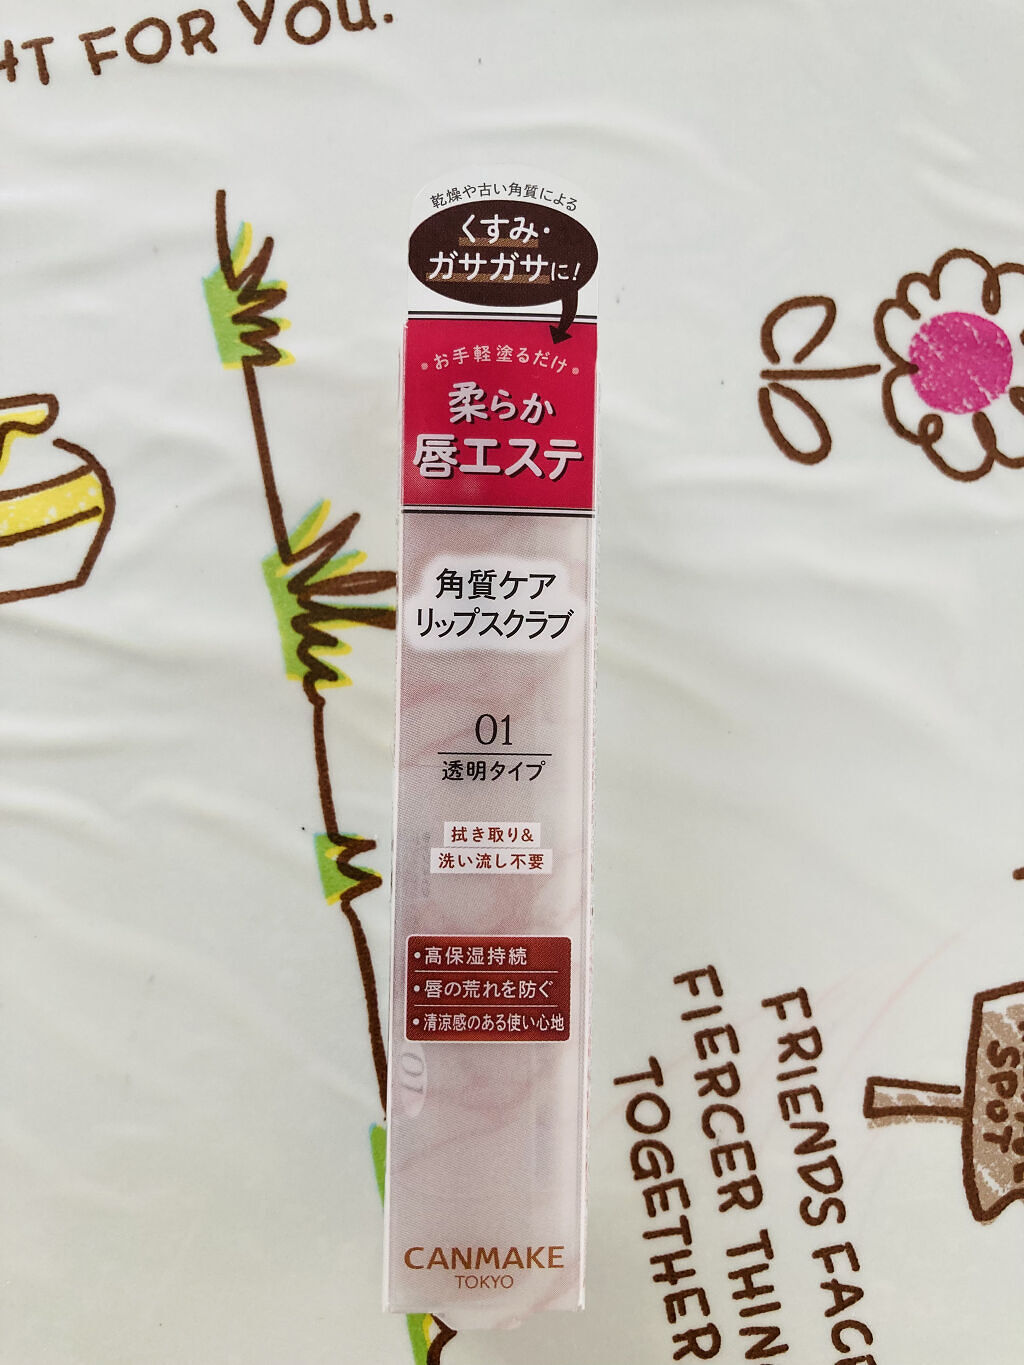 FOR YOU.
乾燥や古い角質による
くすみ・
ガサガサに!
お手軽塗るだけ
柔らか
唇エステ
角質ケア
リップスクラブ
01
透明タイプ
拭き取り&
洗い流し不要
・高保湿持続
・唇の荒れを防ぐ
・清涼感のある使い心地
01
CANMAKE
TOKYO
FRIENDS FACE
FIERCER THIN
TOGETHER
SPOT